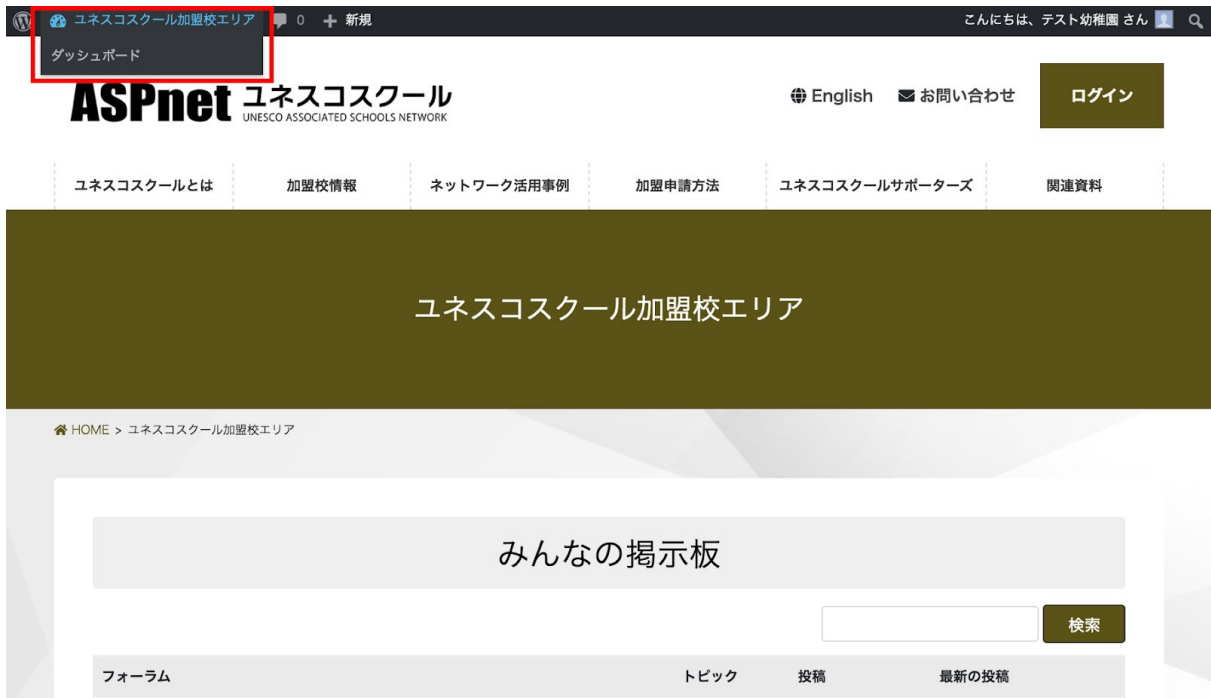 ユネスコスクール加盟校エリア 0 新規 こんにちは、テスト幼稚園 さん
ダッシュボード
ASPnet ユネスコスクール
UNESCO ASSOCIATED SCHOOLS NETWORK
English お問い合わせ ログイン
ユネスコスクールとは 加盟校情報 ネットワーク活用事例 加盟申請方法 ユネスコスクールサポーターズ 関連資料
ユネスコスクール加盟校エリア
HOME > ユネスコスクール加盟校エリア
みんなの掲示板
検索
フォーラム トピック 投稿 最新の投稿